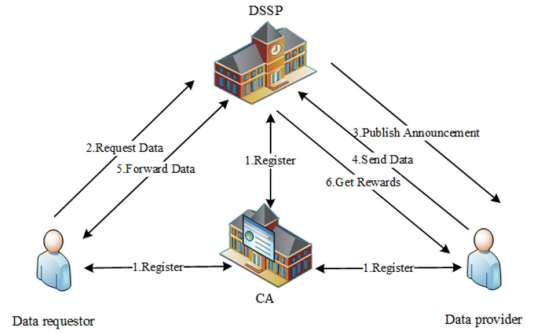 DSSP
3.Publish Announcement
2.Request Data
1.Register
4.Send Data
5.Forward Data
6.Get Rewards
1.Register
1.Register
CA
Data requestor
Data provider